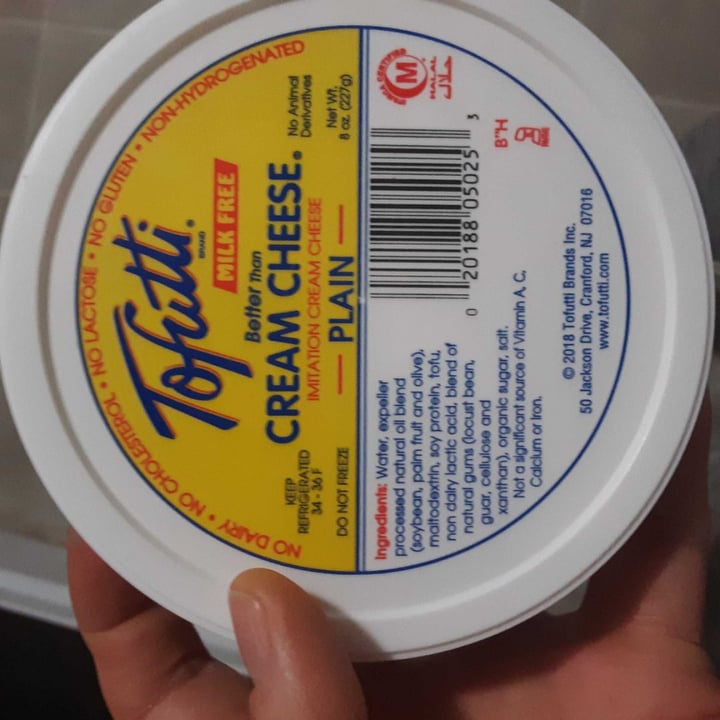 NO DAIRY • NO CHOLESTEROL • NO LACTOSE • NO GLUTEN • NON-HYDROGENATED
Tofutti®
BRAND
MILK FREE
Better Than
CREAM CHEESE®
IMITATION CREAM CHEESE
PLAIN
KEEP
REFRIGERATED
34 - 36 F
DO NOT FREEZE
No Animal
Derivatives
Net Wt.
8 oz. (227g)
Ingredients: Water, expeller
processed natural oil blend
(soybean, palm fruit and olive),
maltodextrin, soy protein, tofu,
non dairy lactic acid, blend of
natural gums (locust bean,
guar, cellulose and
xanthan), organic sugar, salt.
Not a significant source of Vitamin A, C,
Calcium or Iron.
0 20188 05025 3
M
HALAL
حلال
B"H
© 2018 Tofutti Brands Inc.
50 Jackson Drive, Cranford, NJ 07016
www.tofutti.com